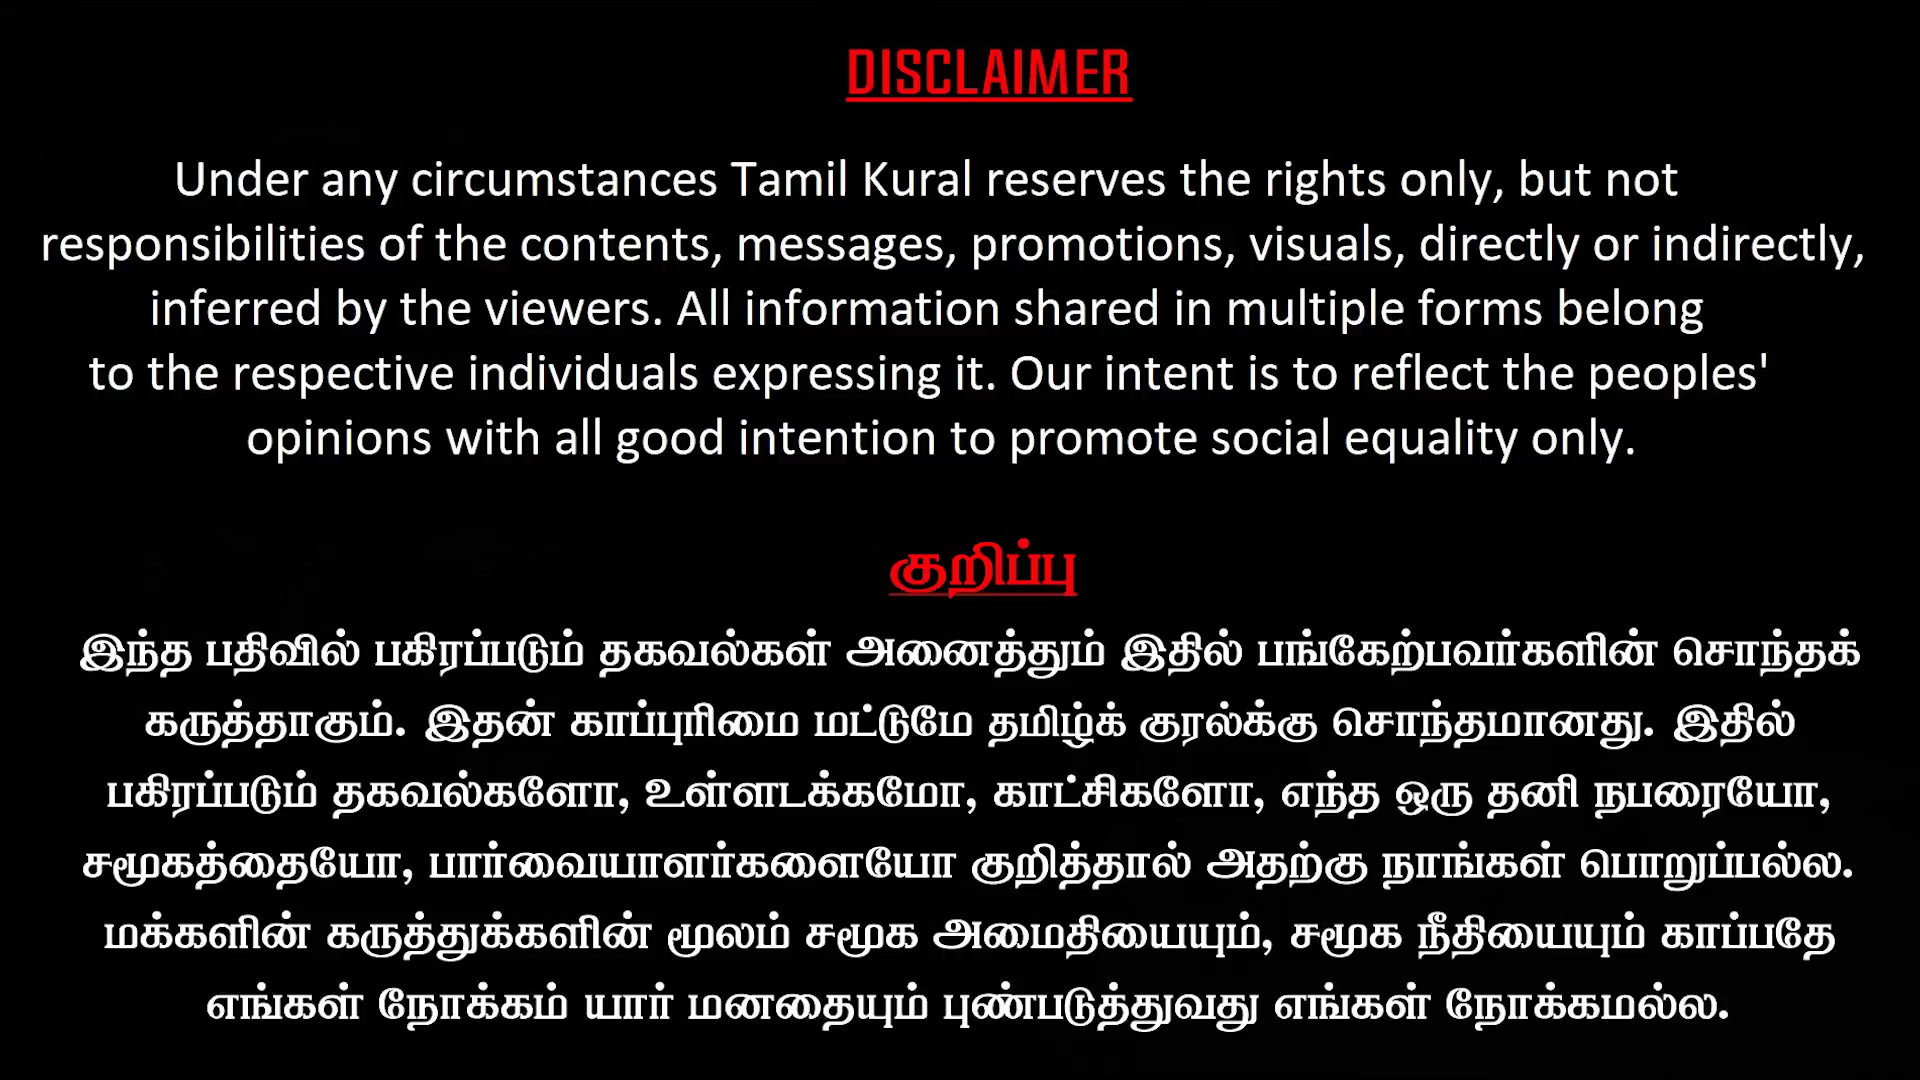 DISCLAIMER
Under any circumstances Tamil Kural reserves the rights only, but not
responsibilities of the contents, messages, promotions, visuals, directly or indirectly,
inferred by the viewers. All information shared in multiple forms belong
to the respective individuals expressing it. Our intent is to reflect the peoples'
opinions with all good intention to promote social equality only.
குறிப்பு
இந்த பதிவில் பகிரப்படும் தகவல்கள் அனைத்தும் இதில் பங்கேற்பவர்களின் சொந்தக்
கருத்தாகும். இதன் காப்புரிமை மட்டுமே தமிழ்க் குரல்க்கு சொந்தமானது. இதில்
பகிரப்படும் தகவல்களோ, உள்ளடக்கமோ, காட்சிகளோ, எந்த ஒரு தனி நபரையோ,
சமூகத்தையோ, பார்வையாளர்களையோ குறித்தால் அதற்கு நாங்கள் பொறுப்பல்ல.
மக்களின் கருத்துக்களின் மூலம் சமூக அமைதியையும், சமூக நீதியையும் காப்பதே
எங்கள் நோக்கம் யார் மனதையும் புண்படுத்துவது எங்கள் நோக்கமல்ல.